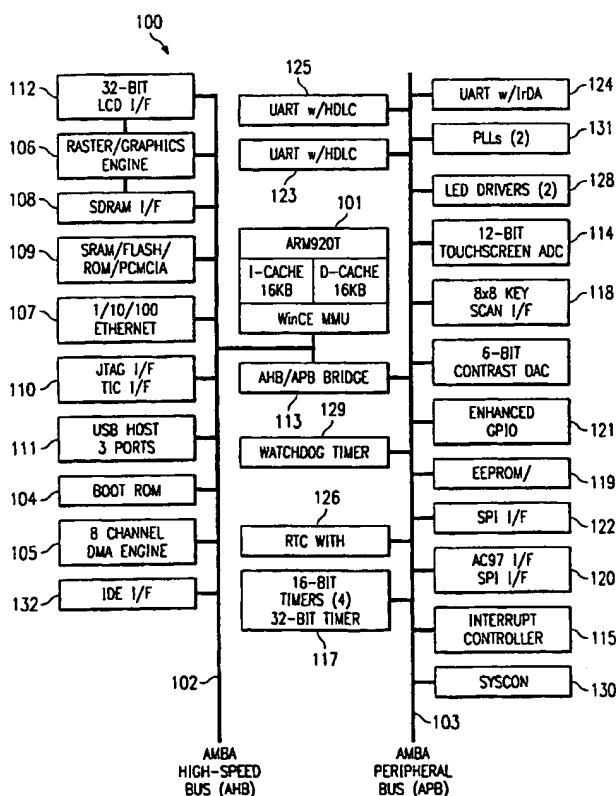 100
112
32-BIT
LCD I/F
106
RASTER/GRAPHICS
ENGINE
108
SDRAM I/F
109
SRAM/FLASH/
ROM/PCMCIA
107
1/10/100
ETHERNET
110
JTAG I/F
TIC I/F
111
USB HOST
3 PORTS
104
BOOT ROM
105
8 CHANNEL
DMA ENGINE
132
IDE I/F
102
AMBA
HIGH-SPEED
BUS (AHB)
125
UART w/HDLC
UART w/HDLC
123
101
ARM920T
I-CACHE
16KB
D-CACHE
16KB
WinCE MMU
AHB/APB BRIDGE
113
129
WATCHDOG TIMER
126
RTC WITH
16-BIT
TIMERS (4)
32-BIT TIMER
117
UART w/IrDA
124
PLLs (2)
131
LED DRIVERS (2)
128
12-BIT
TOUCHSCREEN ADC
114
8x8 KEY
SCAN I/F
118
6-BIT
CONTRAST DAC
ENHANCED
GPIO
121
EEPROM/
119
SPI I/F
122
AC97 I/F
SPI I/F
120
INTERRUPT
CONTROLLER
115
SYSCON
130
103
AMBA
PERIPHERAL
BUS (APB)